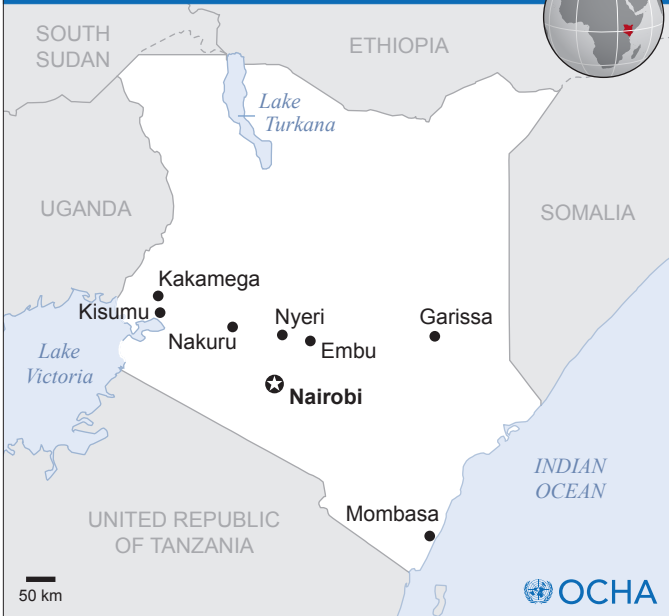 SOUTH
SUDAN
ETHIOPIA
Lake
Turkana
UGANDA
SOMALIA
Kakamega
Kisumu
Nakuru
Nyeri
Embu
Garissa
Lake
Victoria
Nairobi
INDIAN
OCEAN
Mombasa
UNITED REPUBLIC
OF TANZANIA
50 km
OCHA